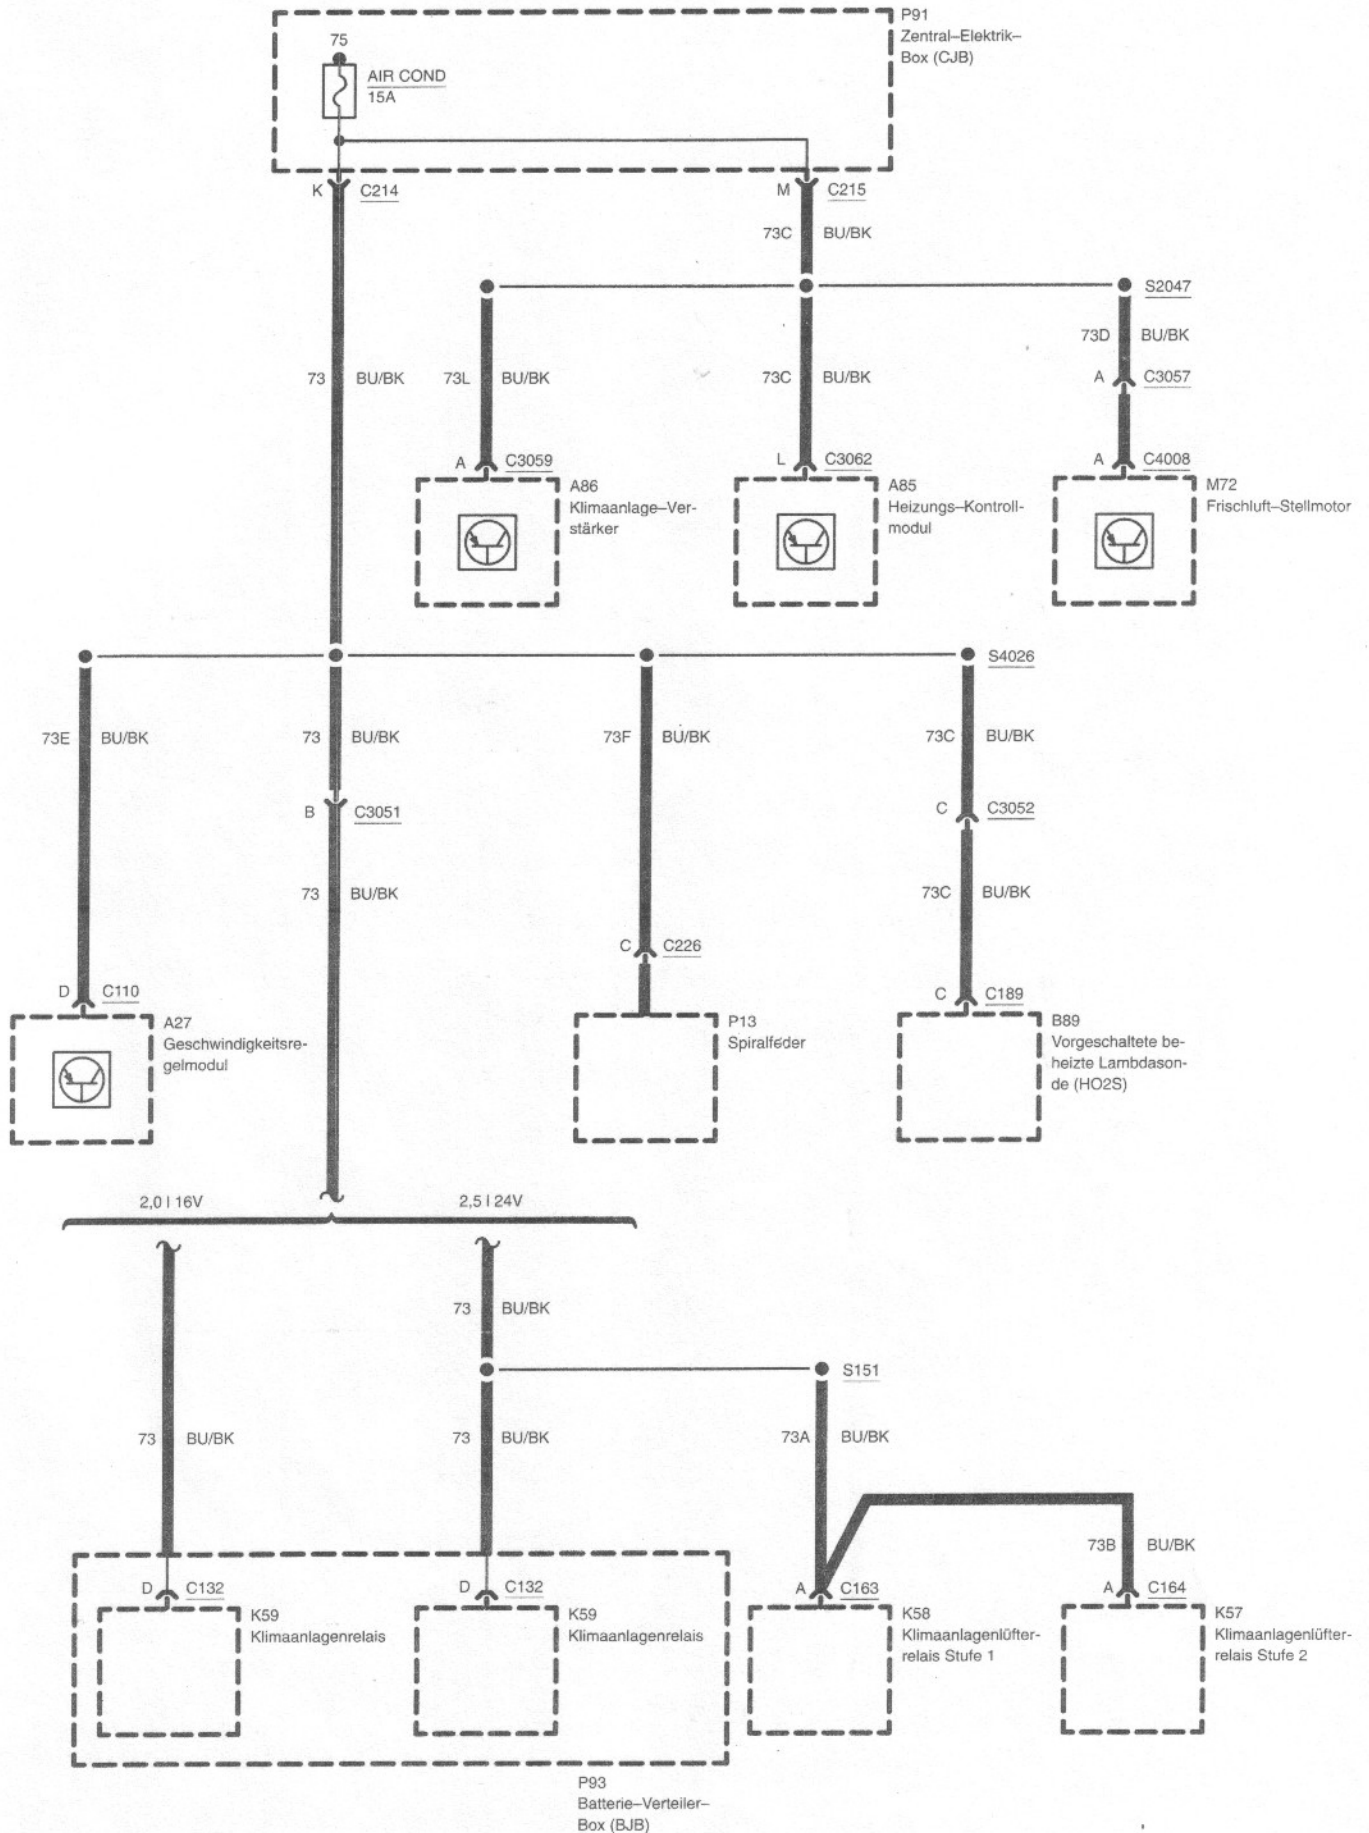 P91
Zentral–Elektrik–
Box (CJB)
75
AIR COND
15A
K
C214
M
C215
73C
BU/BK
S2047
73D
BU/BK
73
BU/BK
73L
BU/BK
73C
BU/BK
A
C3057
A
C3059
L
C3062
A
C4008
A86
Klimaanlage–Ver-
stärker
A85
Heizungs–Kontroll-
modul
M72
Frischluft–Stellmotor
S4026
73E
BU/BK
73
BU/BK
73F
BU/BK
73C
BU/BK
B
C3051
C
C3052
73
BU/BK
73C
BU/BK
C
C226
D
C110
C
C189
A27
Geschwindigkeitsre-
gelmodul
P13
Spiralfeder
B89
Vorgeschaltete be-
heizte Lambdason-
de (HO2S)
2,0 l 16V
2,5 l 24V
73
BU/BK
S151
73
BU/BK
73
BU/BK
73A
BU/BK
73B
BU/BK
D
C132
D
C132
A
C163
A
C164
K59
Klimaanlagenrelais
K59
Klimaanlagenrelais
K58
Klimaanlagenlüfter-
relais Stufe 1
K57
Klimaanlagenlüfter-
relais Stufe 2
P93
Batterie–Verteiler–
Box (BJB)